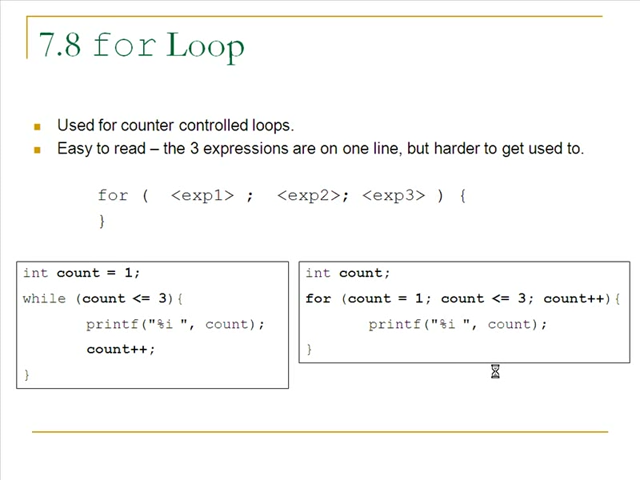 7.8 for Loop
Used for counter controlled loops.
Easy to read – the 3 expressions are on one line, but harder to get used to.
for ( <exp1> ; <exp2>; <exp3> ) {
}
int count = 1;
while (count <= 3){
printf("%i ", count);
count++;
}
int count;
for (count = 1; count <= 3; count++){
printf("%i ", count);
}